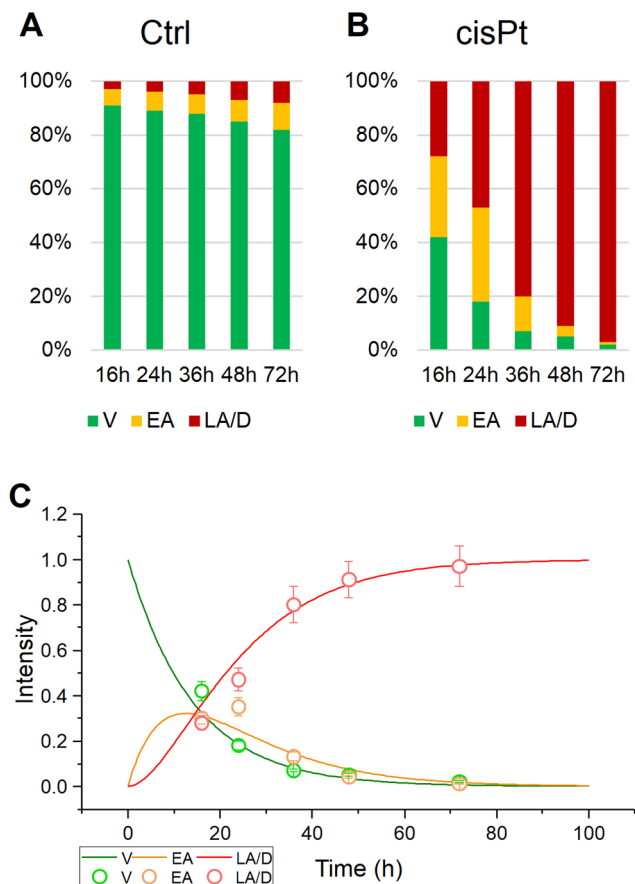 A
Ctrl
100%
80%
60%
40%
20%
0%
16h 24h 36h 48h 72h
V EA LA/D
B
cisPt
100%
80%
60%
40%
20%
0%
16h 24h 36h 48h 72h
V EA LA/D
C
Intensity
1.2
1.0
0.8
0.6
0.4
0.2
0.0
0 20 40 60 80 100
Time (h)
V EA LA/D
V EA LA/D